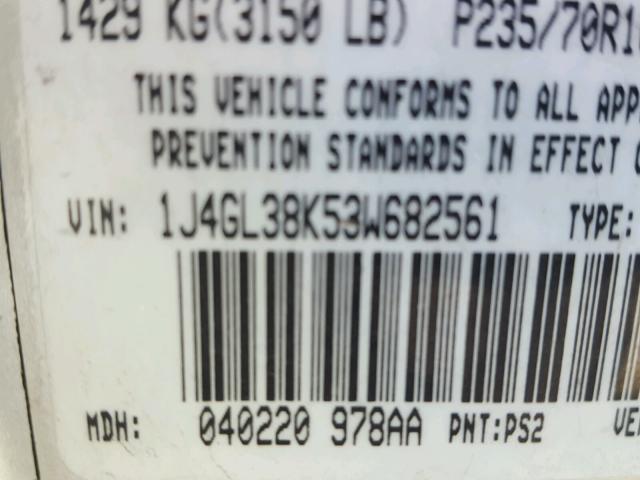 1429 KG(3150 LB) P235/70R1
THIS VEHICLE CONFORMS TO ALL APP
PREVENTION STANDARDS IN EFFECT
VIN: 1J4GL38K53W682561 TYPE:
MDH: 040220 978AA PNT:PS2 VE